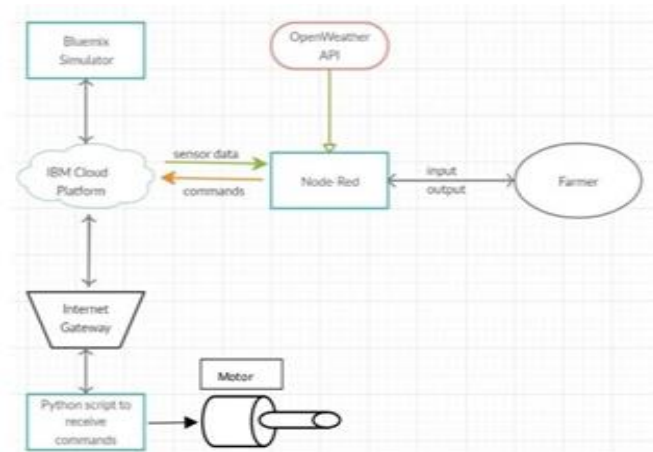 Bluemix
Simulator
OpenWeather
API
IBM Cloud
Platform
sensor data
commands
Node-Red
input
output
Farmer
Internet
Gateway
Motor
Python script to
receive
commands